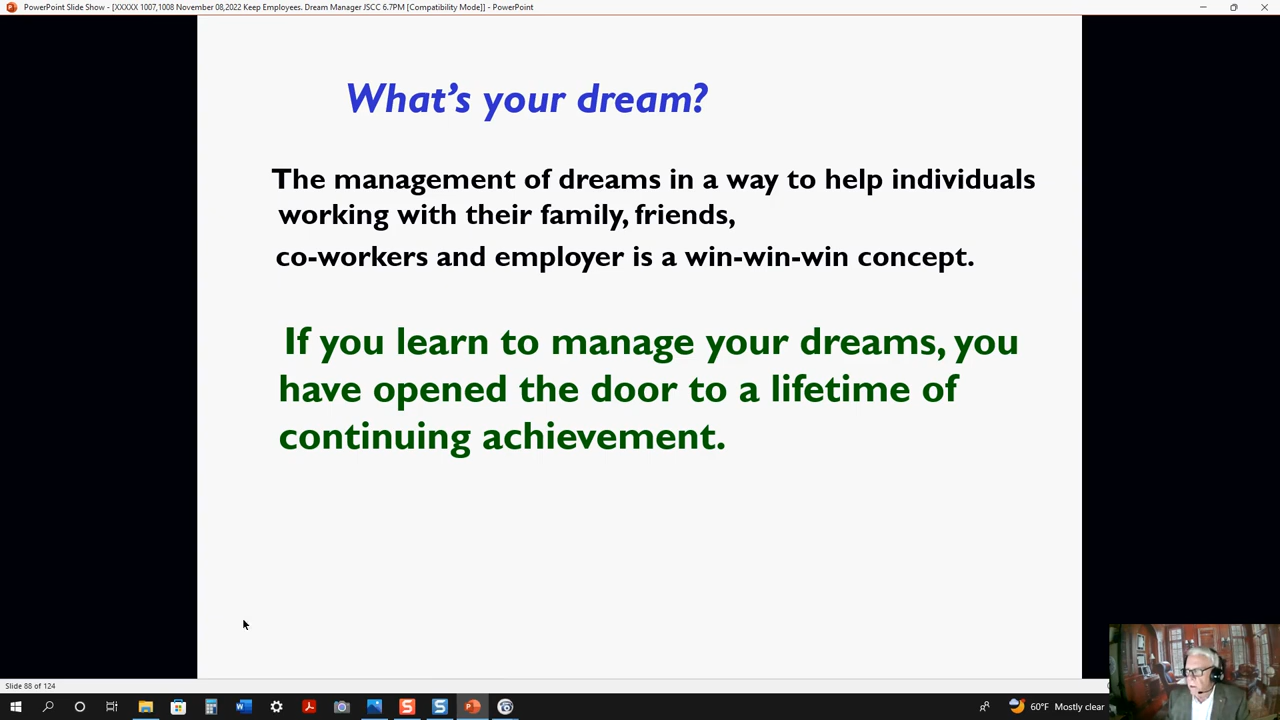 PowerPoint Slide Show - [XXXXX 1007,1008 November 08,2022 Keep Employees. Dream Manager JSCC 6.7PM [Compatibility Mode]] - PowerPoint
What's your dream?
The management of dreams in a way to help individuals
working with their family, friends,
co-workers and employer is a win-win-win concept.
If you learn to manage your dreams, you
have opened the door to a lifetime of
continuing achievement.
Slide 88 of 124
60°F Mostly clear